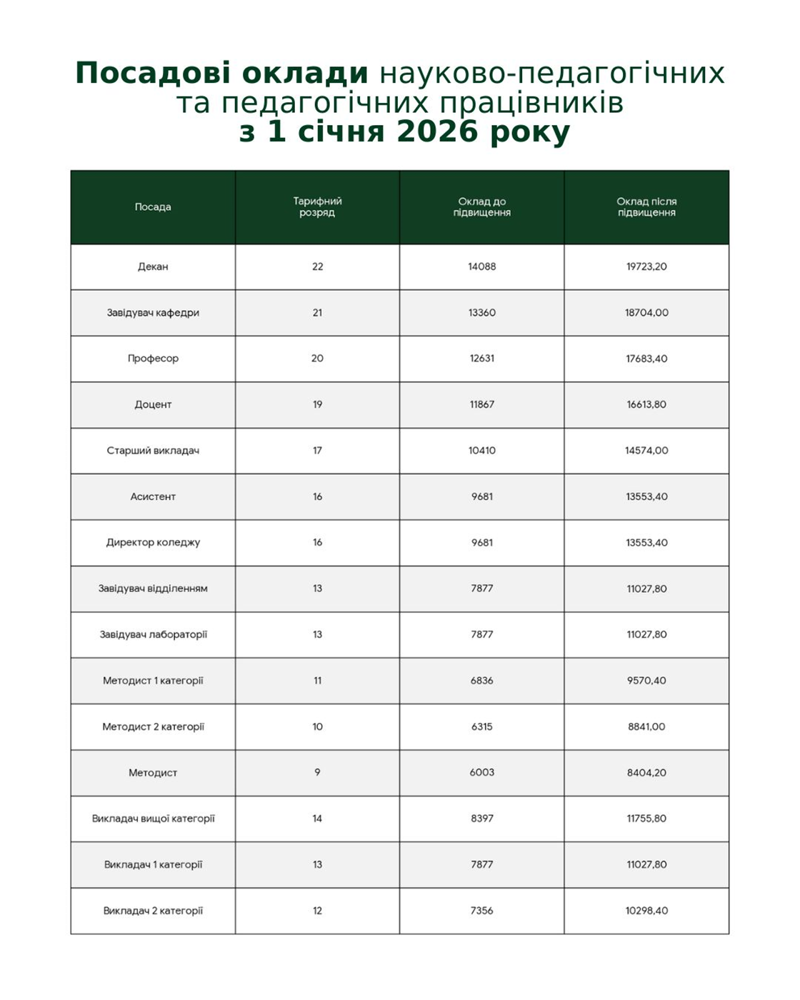 Посадові оклади науково-педагогічних
та педагогічних працівників
з 1 січня 2026 року
Посада Тарифний розряд Оклад до підвищення Оклад після підвищення
Декан 22 14088 19723,20
Завідувач кафедри 21 13360 18704,00
Професор 20 12631 17683,40
Доцент 19 11867 16613,80
Старший викладач 17 10410 14574,00
Асистент 16 9681 13553,40
Директор коледжу 16 9681 13553,40
Завідувач відділенням 13 7877 11027,80
Завідувач лабораторії 13 7877 11027,80
Методист 1 категорії 11 6836 9570,40
Методист 2 категорії 10 6315 8841,00
Методист 9 6003 8404,20
Викладач вищої категорії 14 8397 11755,80
Викладач 1 категорії 13 7877 11027,80
Викладач 2 категорії 12 7356 10298,40